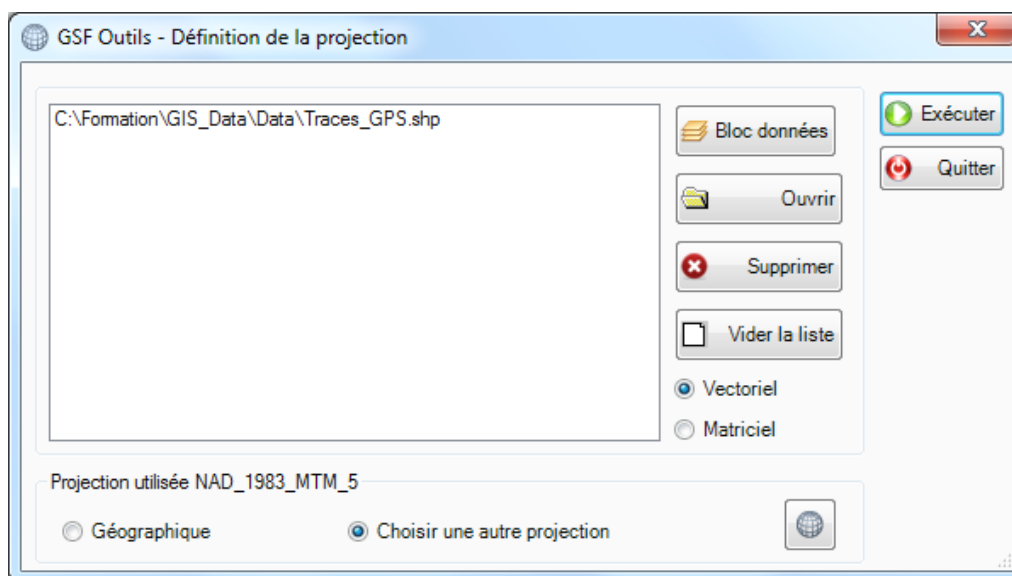 GSF Outils - Définition de la projection
C:\Formation\GIS_Data\Data\Traces_GPS.shp
Bloc données
Ouvrir
Supprimer
Vider la liste
Vectoriel
Matriciel
Exécuter
Quitter
Projection utilisée NAD_1983_MTM_5
Géographique
Choisir une autre projection